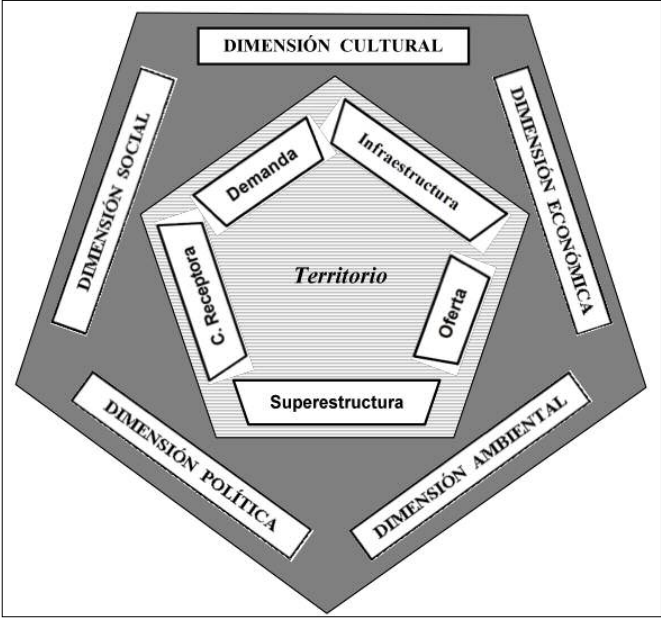 DIMENSIÓN CULTURAL
DIMENSIÓN SOCIAL
DIMENSIÓN ECONÓMICA
Demanda
Infraestructura
Territorio
C. Receptora
Oferta
Superestructura
DIMENSIÓN POLÍTICA
DIMENSIÓN AMBIENTAL